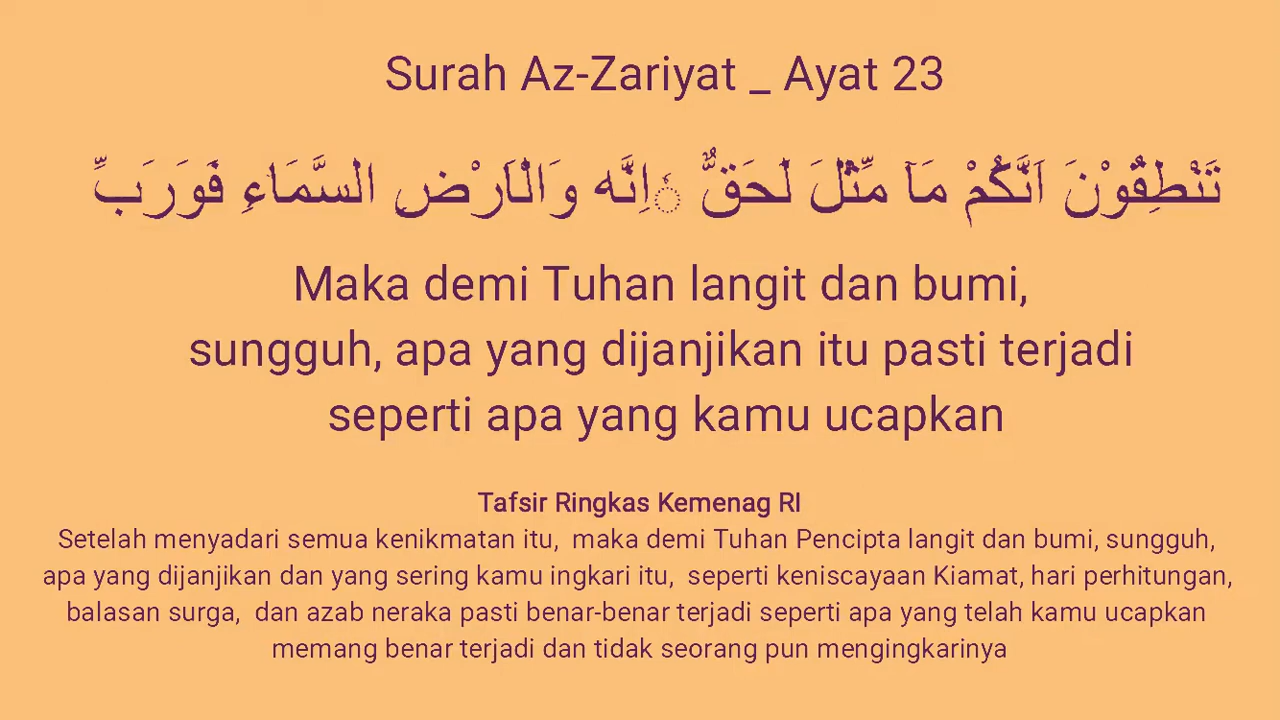 Surah Az-Zariyat _ Ayat 23
تَنْطِقُوْنَ اَنَّكُمْ مَآ مِّثْلَ لَحَقٌّ ۗاِنَّه وَالْاَرْضِ السَّمَاۤءِ فَوَرَبِّ
Maka demi Tuhan langit dan bumi,
sungguh, apa yang dijanjikan itu pasti terjadi
seperti apa yang kamu ucapkan
Tafsir Ringkas Kemenag RI
Setelah menyadari semua kenikmatan itu, maka demi Tuhan Pencipta langit dan bumi, sungguh,
apa yang dijanjikan dan yang sering kamu ingkari itu, seperti keniscayaan Kiamat, hari perhitungan,
balasan surga, dan azab neraka pasti benar-benar terjadi seperti apa yang telah kamu ucapkan
memang benar terjadi dan tidak seorang pun mengingkarinya